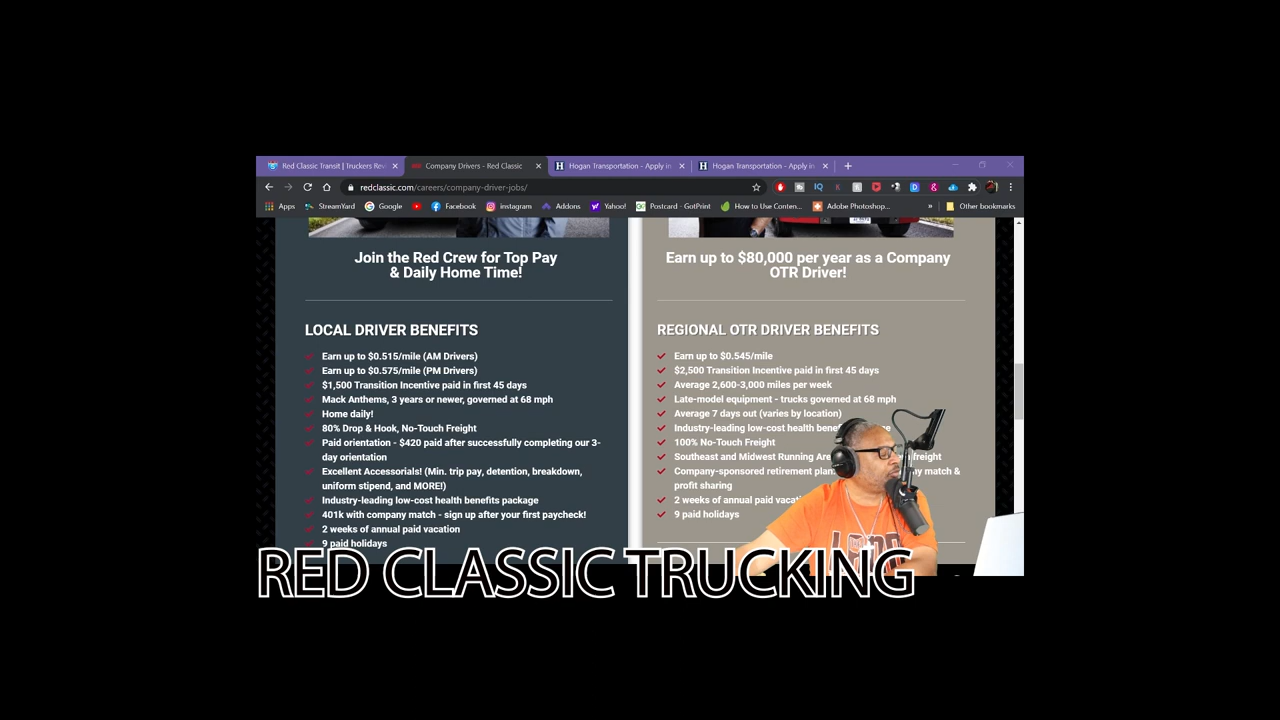 Red Classic Transit | Truckers Rev
Company Drivers - Red Classic
Hogan Transportation - Apply in
Hogan Transportation - Apply in
redclassic.com/careers/company-driver-jobs/
Apps StreamYard Google Facebook instagram Addons Yahoo! Postcard - GotPrint How to Use Conten... Adobe Photoshop... » Other bookmarks
Join the Red Crew for Top Pay
& Daily Home Time!
LOCAL DRIVER BENEFITS
Earn up to $0.515/mile (AM Drivers)
Earn up to $0.575/mile (PM Drivers)
$1,500 Transition Incentive paid in first 45 days
Mack Anthems, 3 years or newer, governed at 68 mph
Home daily!
80% Drop & Hook, No-Touch Freight
Paid orientation - $420 paid after successfully completing our 3-
day orientation
Excellent Accessorials! (Min. trip pay, detention, breakdown,
uniform stipend, and MORE!)
Industry-leading low-cost health benefits package
401k with company match - sign up after your first paycheck!
2 weeks of annual paid vacation
9 paid holidays
Earn up to $80,000 per year as a Company
OTR Driver!
REGIONAL OTR DRIVER BENEFITS
Earn up to $0.545/mile
$2,500 Transition Incentive paid in first 45 days
Average 2,600-3,000 miles per week
Late-model equipment - trucks governed at 68 mph
Average 7 days out (varies by location)
Industry-leading low-cost health
100% No-Touch Freight
Southeast and Midwest Running freight
Company-sponsored retirement match &
profit sharing
2 weeks of annual paid
9 paid holidays
RED CLASSIC TRUCKING